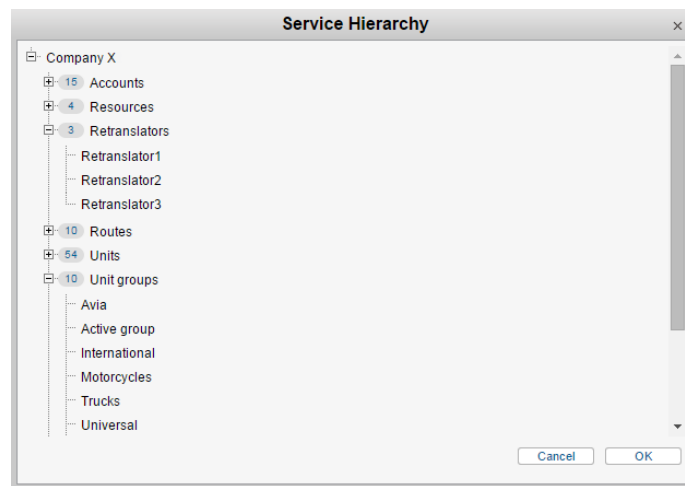 Service Hierarchy
Company X
15 Accounts
4 Resources
3 Retranslators
Retranslator1
Retranslator2
Retranslator3
10 Routes
54 Units
10 Unit groups
Avia
Active group
International
Motorcycles
Trucks
Universal
Cancel OK